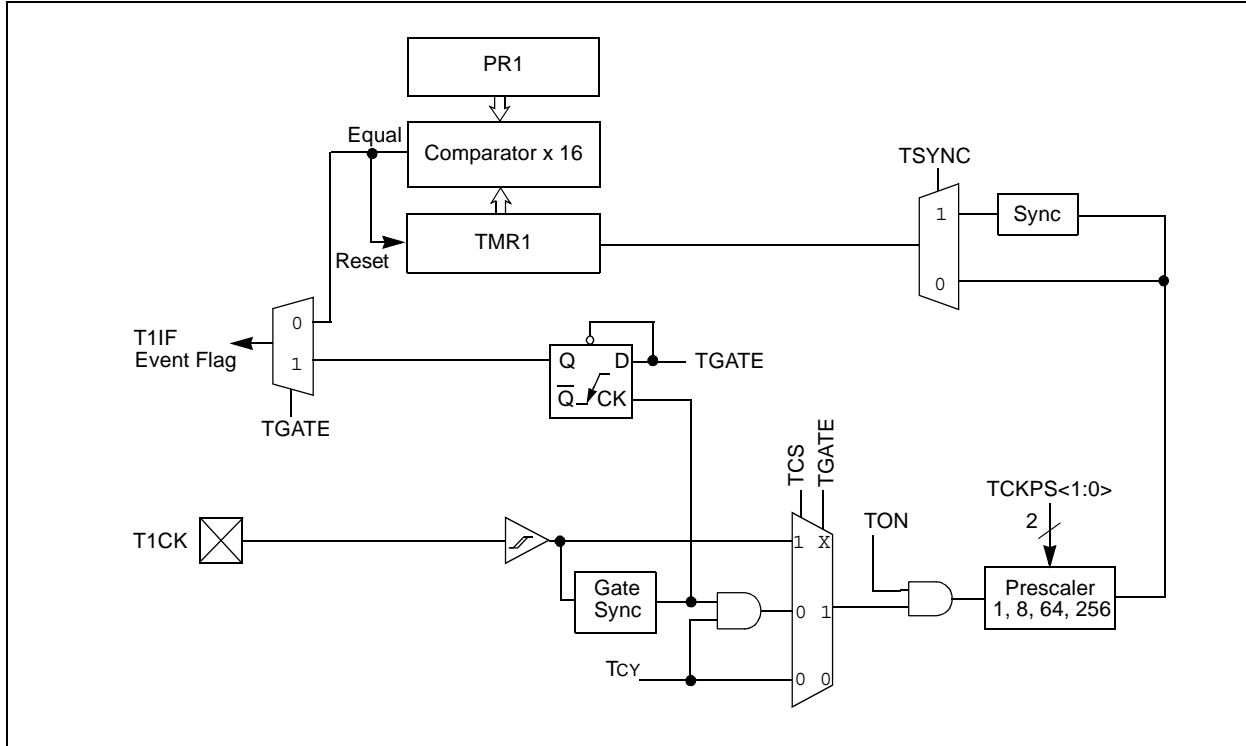 PR1
Equal
Comparator x 16
TSYNC
1
Sync
TMR1
Reset
0
T1IF
Event Flag
0
1
Q
D
TGATE
Q̅
CK
TGATE
TCS
TGATE
TCKPS<1:0>
2
TON
T1CK
1 X
Gate
Sync
0 1
Prescaler
1, 8, 64, 256
TCY
0 0